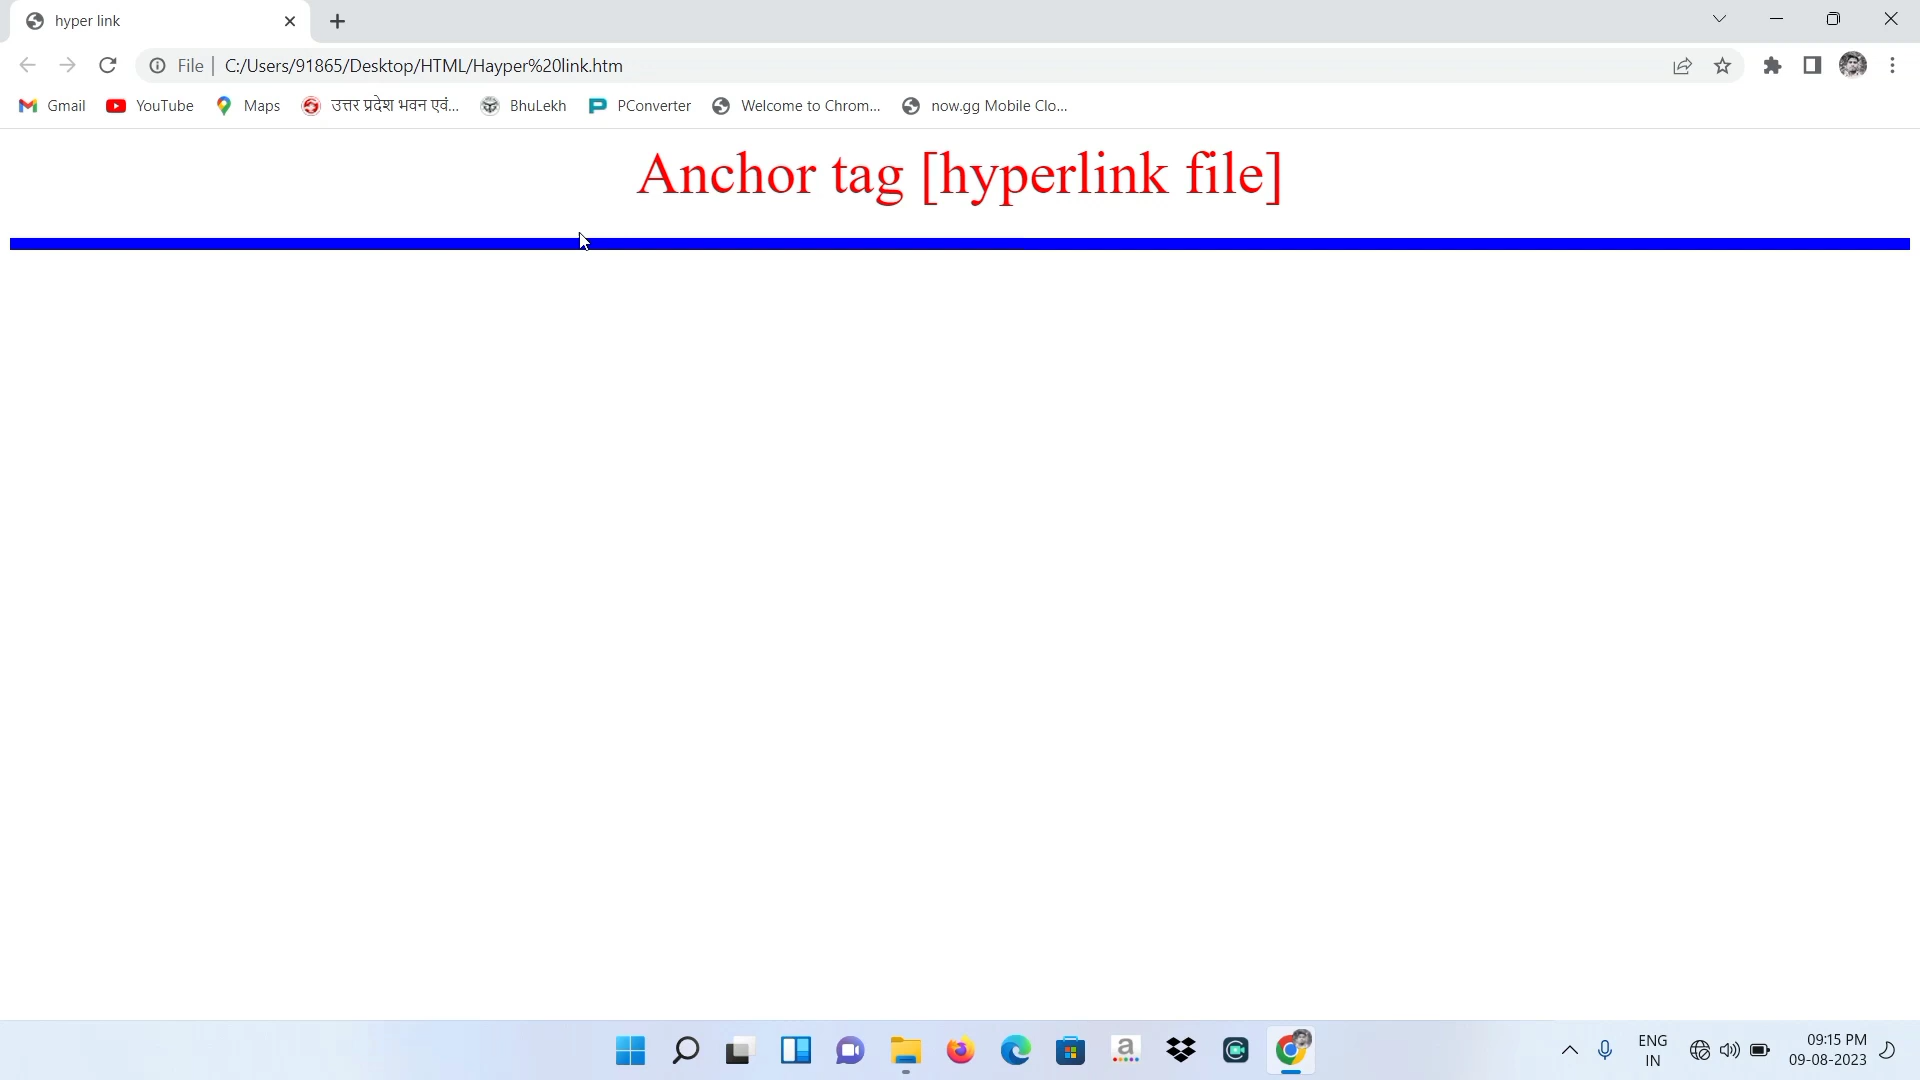 hyper link
File | C:/Users/91865/Desktop/HTML/Hayper%20link.htm
Gmail YouTube Maps उत्तर प्रदेश भवन एवं... BhuLekh PConverter Welcome to Chrom... now.gg Mobile Clo...
Anchor tag [hyperlink file]
ENG 09:15 PM
IN 09-08-2023